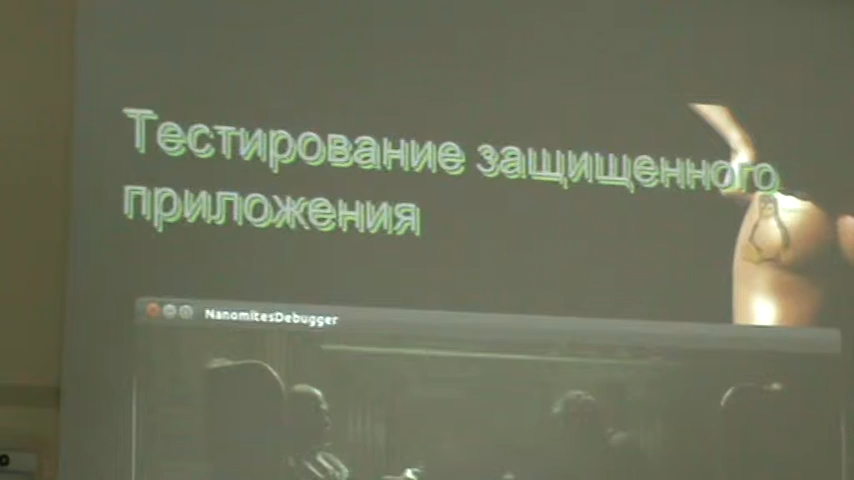 Тестирование защищенного
приложения
NanomitesDebugger